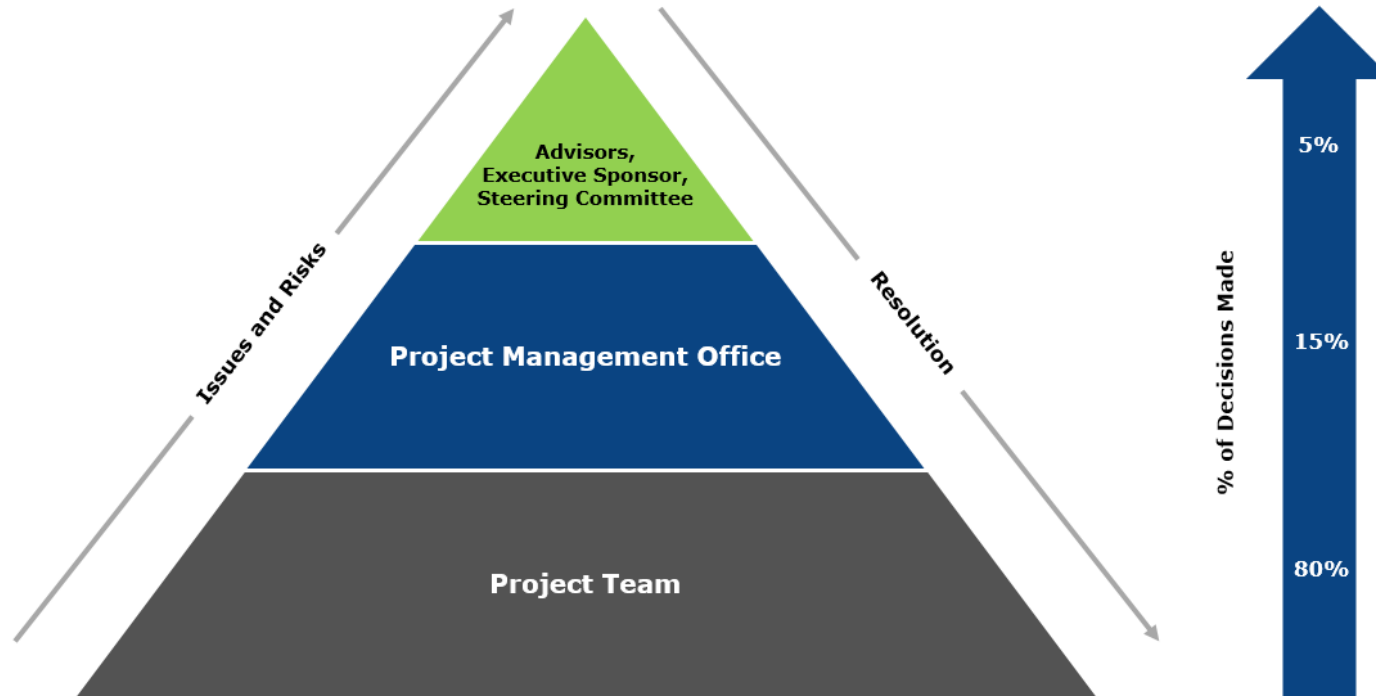 Advisors,
Executive Sponsor,
Steering Committee
Project Management Office
Project Team
Issues and Risks
Resolution
% of Decisions Made
5%
15%
80%